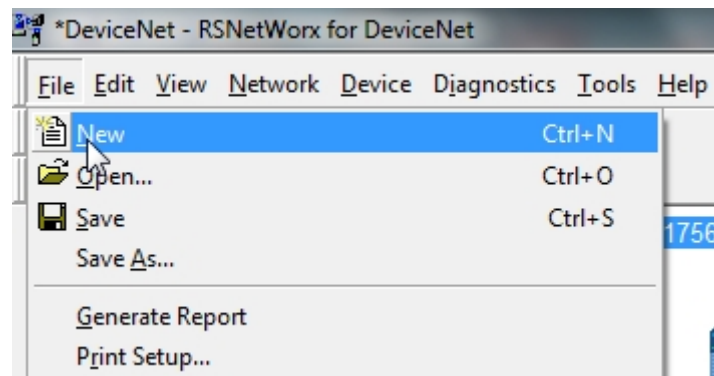 *DeviceNet - RSNetWorx for DeviceNet
File Edit View Network Device Diagnostics Tools Help
New Ctrl+N
Open... Ctrl+O
Save Ctrl+S
1756
Save As...
Generate Report
Print Setup...